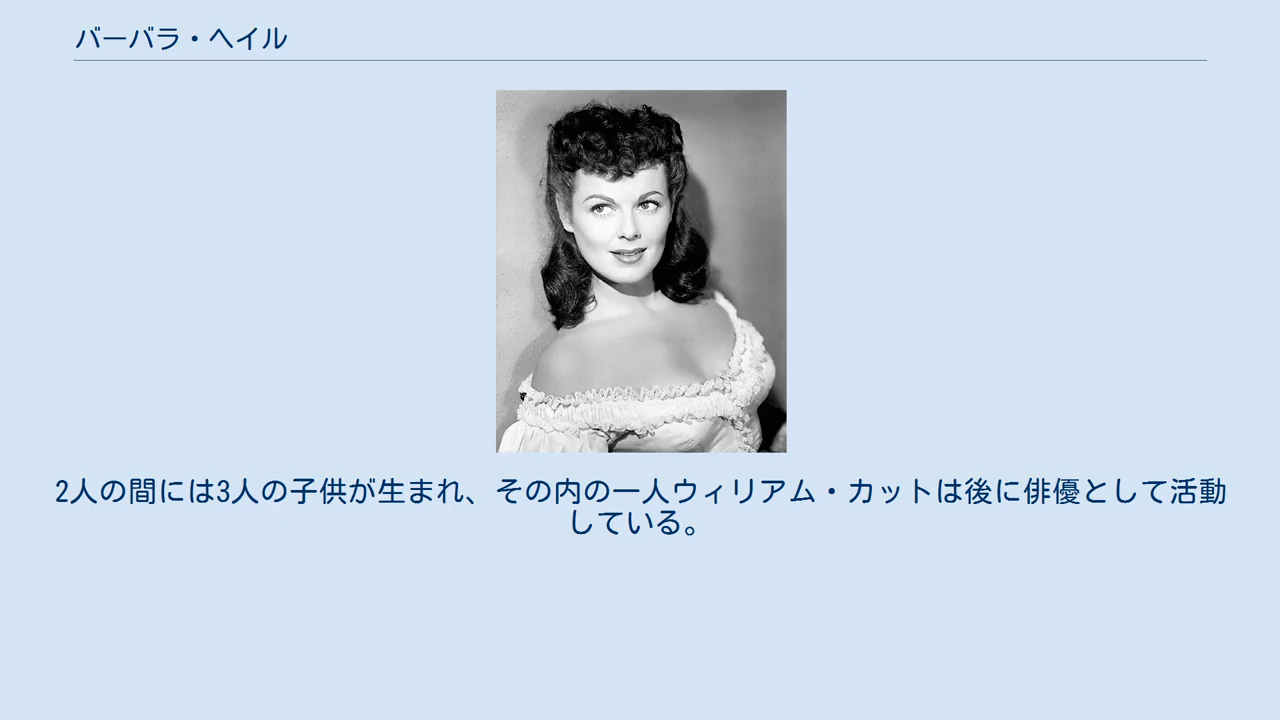 バーバラ・ヘイル
2人の間には3人の子供が生まれ、その内の一人ウィリアム・カットは後に俳優として活動
している。